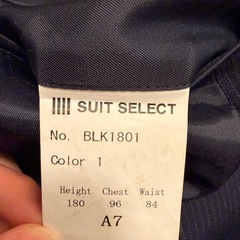 SUIT SELECT
No. BLK1801
Color 1
Height Chest Waist
180 96 84
A7